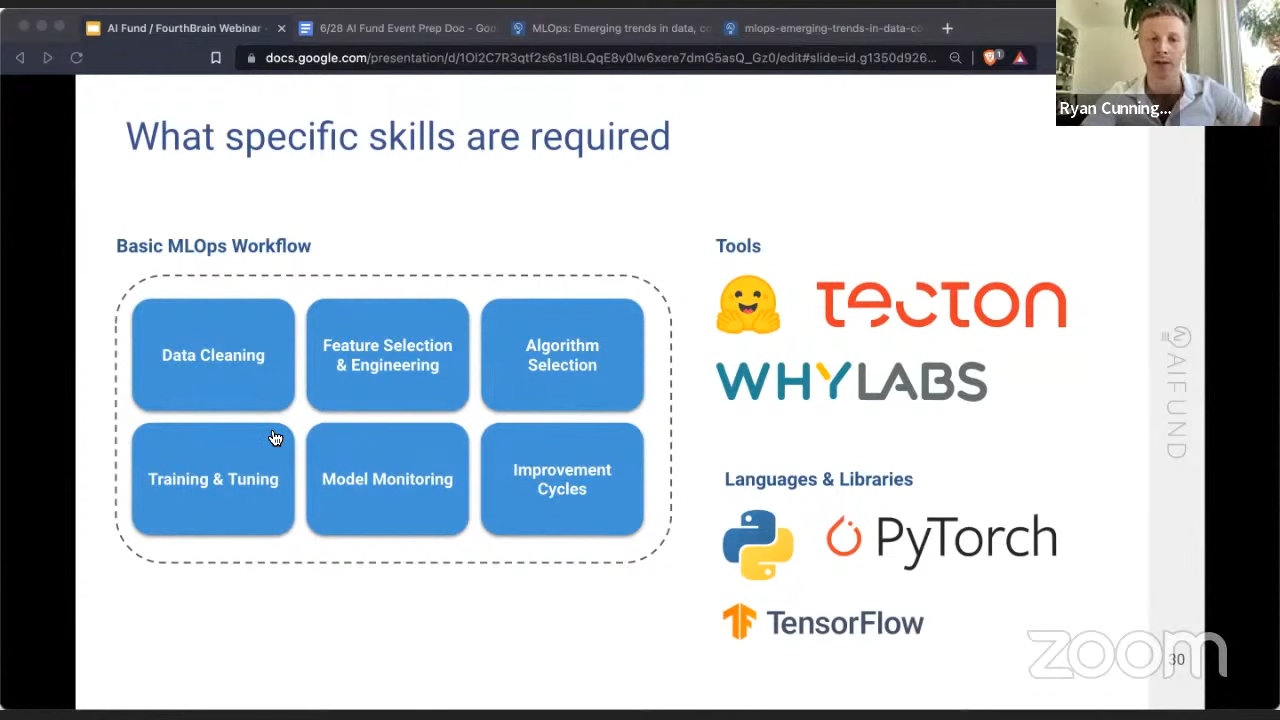 AI Fund / FourthBrain Webinar -
6/28 AI Fund Event Prep Doc - Goo
MLOps: Emerging trends in data, co
mlops-emerging-trends-in-data-co
docs.google.com/presentation/d/1Ol2C7R3qtf2s6s1lBLQqE8v0lw6xere7dmG5asQ_Gz0/edit#slide=id.g1350d926...
1
Ryan Cunning...
What specific skills are required
Basic MLOps Workflow
Data Cleaning
Feature Selection
& Engineering
Algorithm
Selection
Training & Tuning
Model Monitoring
Improvement
Cycles
Tools
TECTON
WHYLABS
Languages & Libraries
PyTorch
TensorFlow
AIFUND
zoom
30